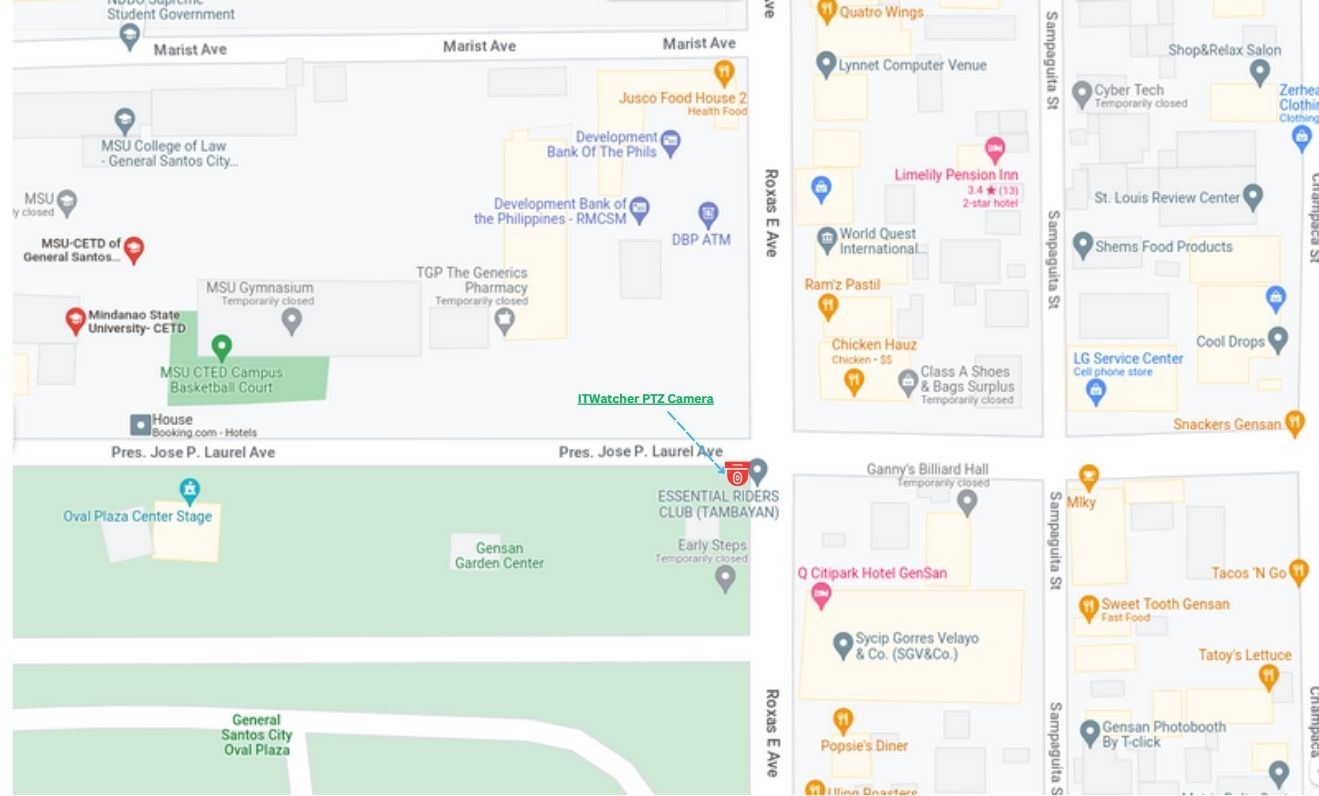 Student Government
Marist Ave
Marist Ave
Marist Ave
Quatro Wings
Lynnet Computer Venue
Sampaguita St
Shop&Relax Salon
Cyber Tech
Temporarily closed
Jusco Food House 2
Health Food
MSU College of Law
- General Santos City...
Development
Bank Of The Phils
Limelily Pension Inn
3.4 ★ (13)
2-star hotel
St. Louis Review Center
MSU
Development Bank of
the Philippines - RMCSM
DBP ATM
Roxas E Ave
World Quest
International...
Sampaguita St
Shems Food Products
MSU-CETD of
General Santos...
MSU Gymnasium
Temporarily closed
TGP The Generics
Pharmacy
Temporarily closed
Ram'z Pastil
Mindanao State
University- CETD
Chicken Hauz
Chicken • $$
Cool Drops
LG Service Center
Cell phone store
MSU CTED Campus
Basketball Court
Class A Shoes
& Bags Surplus
Temporarily closed
ITWatcher PTZ Camera
House
Booking.com - Hotels
Snackers Gensan
Pres. Jose P. Laurel Ave
Pres. Jose P. Laurel Ave
Ganny's Billiard Hall
Temporarily closed
ESSENTIAL RIDERS
CLUB (TAMBAYAN)
Mlky
Sampaguita St
Oval Plaza Center Stage
Gensan
Garden Center
Early Steps
Temporarily closed
Q Citipark Hotel GenSan
Tacos 'N Go
Sweet Tooth Gensan
Fast Food
Sycip Gorres Velayo
& Co. (SGV&Co.)
Tatoy's Lettuce
General
Santos City
Oval Plaza
Roxas E Ave
Popsie's Diner
Gensan Photobooth
By T-click
Sampaguita S
Champaca
Uling Roasters